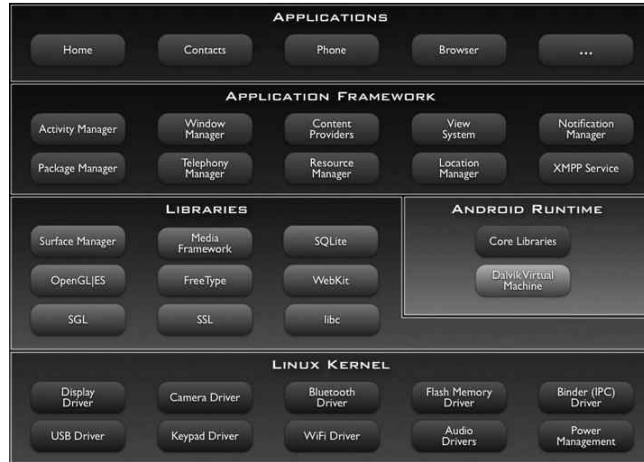 APPLICATIONS
Home
Contacts
Phone
Browser
...
APPLICATION FRAMEWORK
Activity Manager
Window
Manager
Content
Providers
View
System
Notification
Manager
Package Manager
Telephony
Manager
Resource
Manager
Location
Manager
XMPP Service
LIBRARIES
Surface Manager
Media
Framework
SQLite
OpenGL|ES
FreeType
WebKit
SGL
SSL
libc
ANDROID RUNTIME
Core Libraries
Dalvik Virtual
Machine
LINUX KERNEL
Display
Driver
Camera Driver
Bluetooth
Driver
Flash Memory
Driver
Binder (IPC)
Driver
USB Driver
Keypad Driver
WiFi Driver
Audio
Drivers
Power
Management